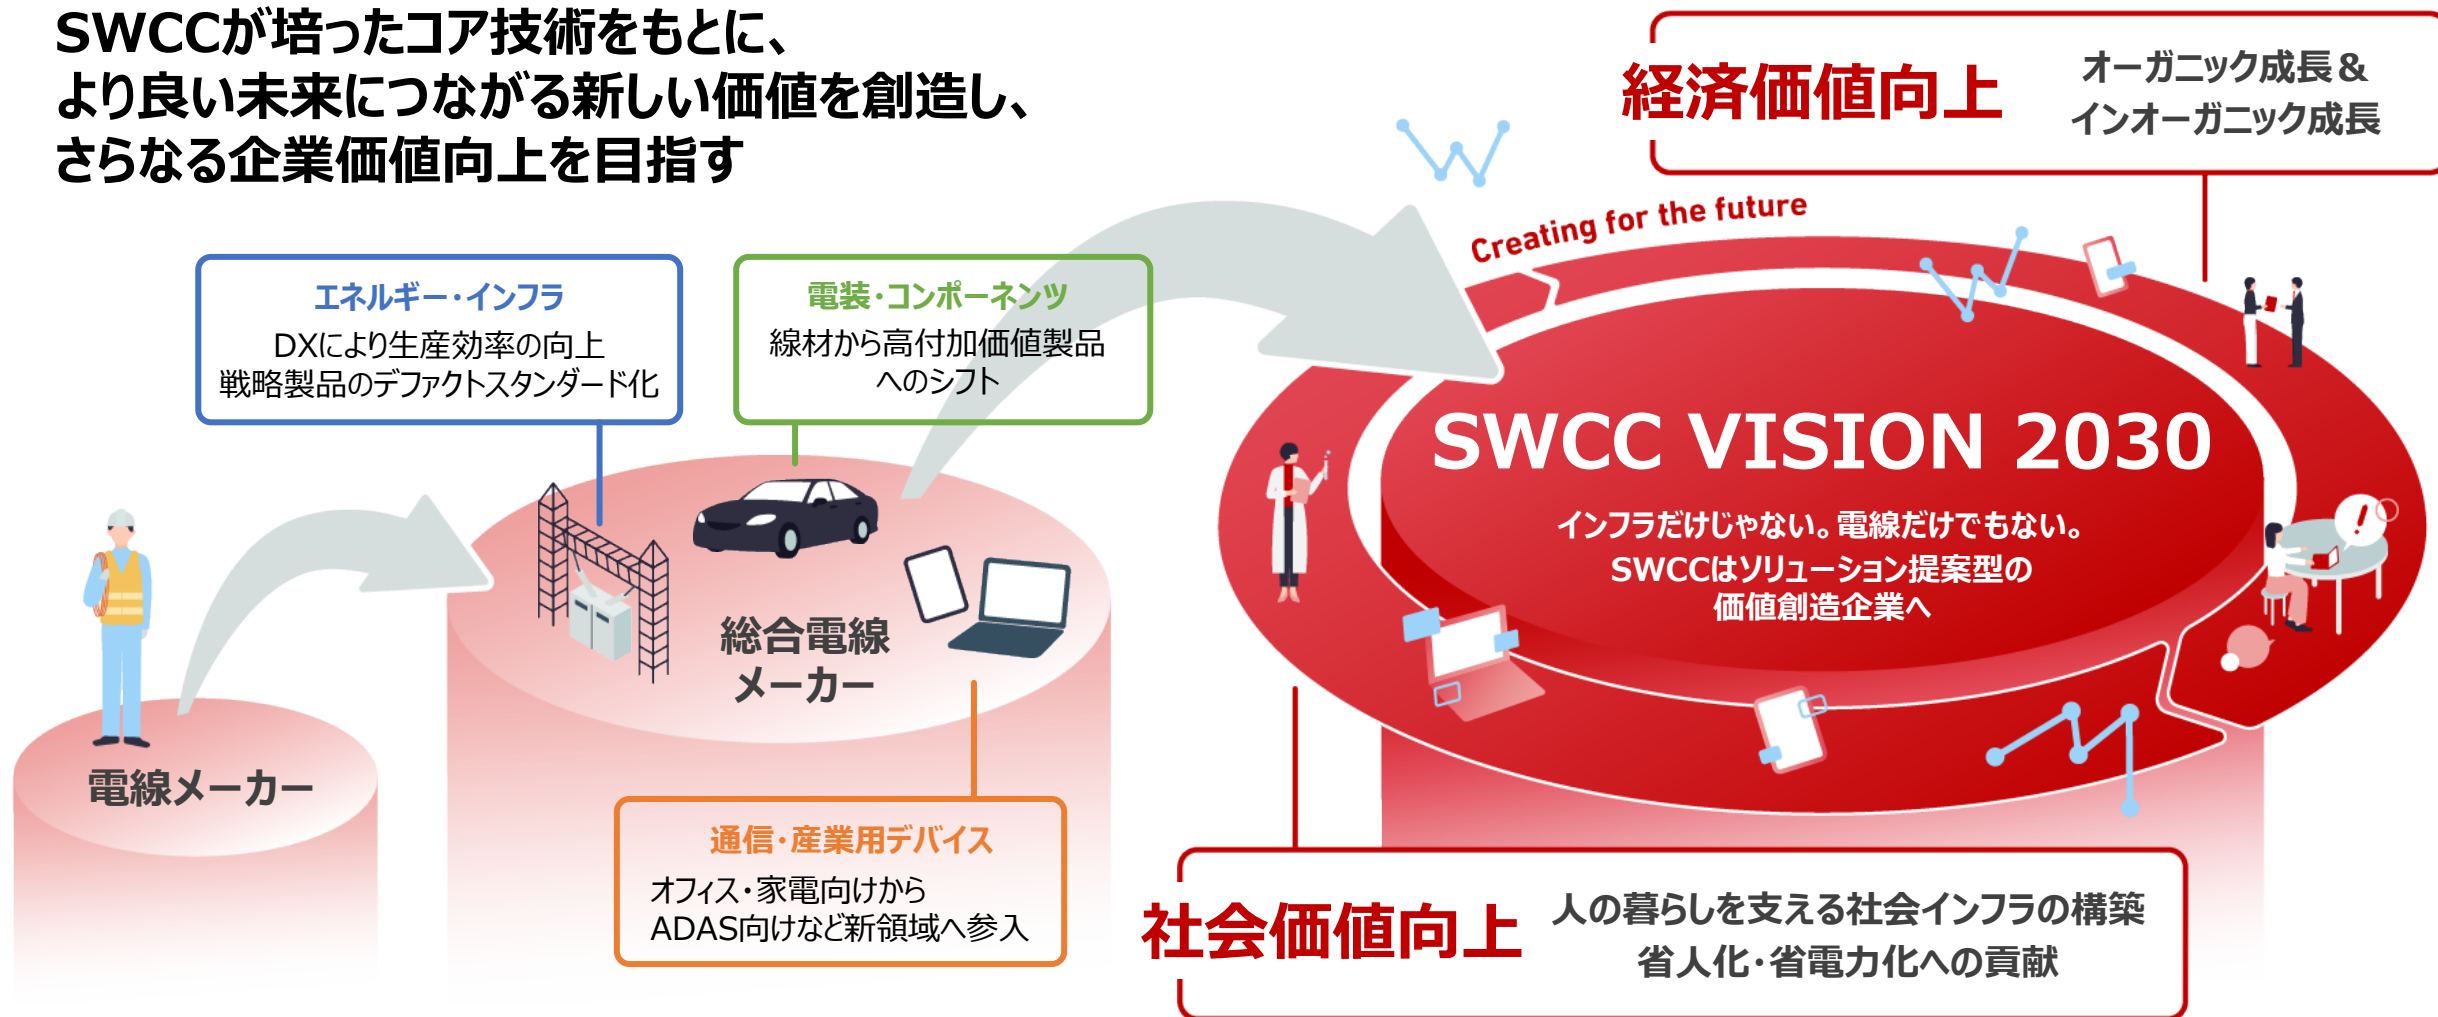 SWCCが培ったコア技術をもとに、
より良い未来につながる新しい価値を創造し、
さらなる企業価値向上を目指す
経済価値向上
オーガニック成長＆
インオーガニック成長
Creating for the future
エネルギー・インフラ
DXにより生産効率の向上
戦略製品のデファクトスタンダード化
電装・コンポーネンツ
線材から高付加価値製品
へのシフト
SWCC VISION 2030
インフラだけじゃない。電線だけでもない。
SWCCはソリューション提案型の
価値創造企業へ
総合電線
メーカー
電線メーカー
通信・産業用デバイス
オフィス・家電向けから
ADAS向けなど新領域へ参入
社会価値向上
人の暮らしを支える社会インフラの構築
省人化・省電力化への貢献